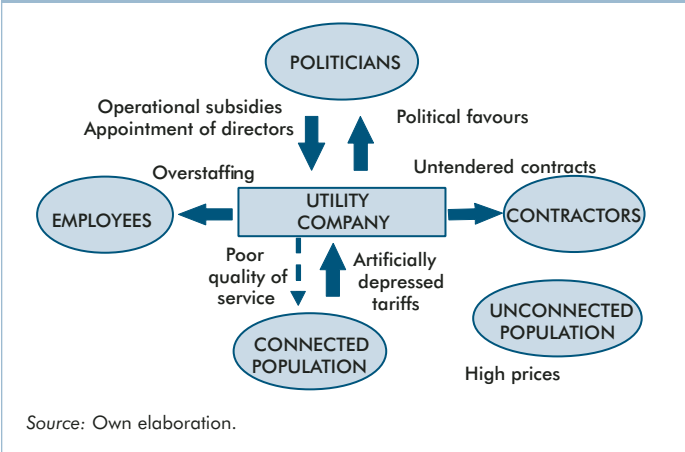 POLITICIANS
Operational subsidies
Appointment of directors
Political favours
Overstaffing
Untendered contracts
EMPLOYEES
UTILITY
COMPANY
CONTRACTORS
Poor
quality of
service
Artificially
depressed
tariffs
UNCONNECTED
POPULATION
CONNECTED
POPULATION
High prices
Source: Own elaboration.